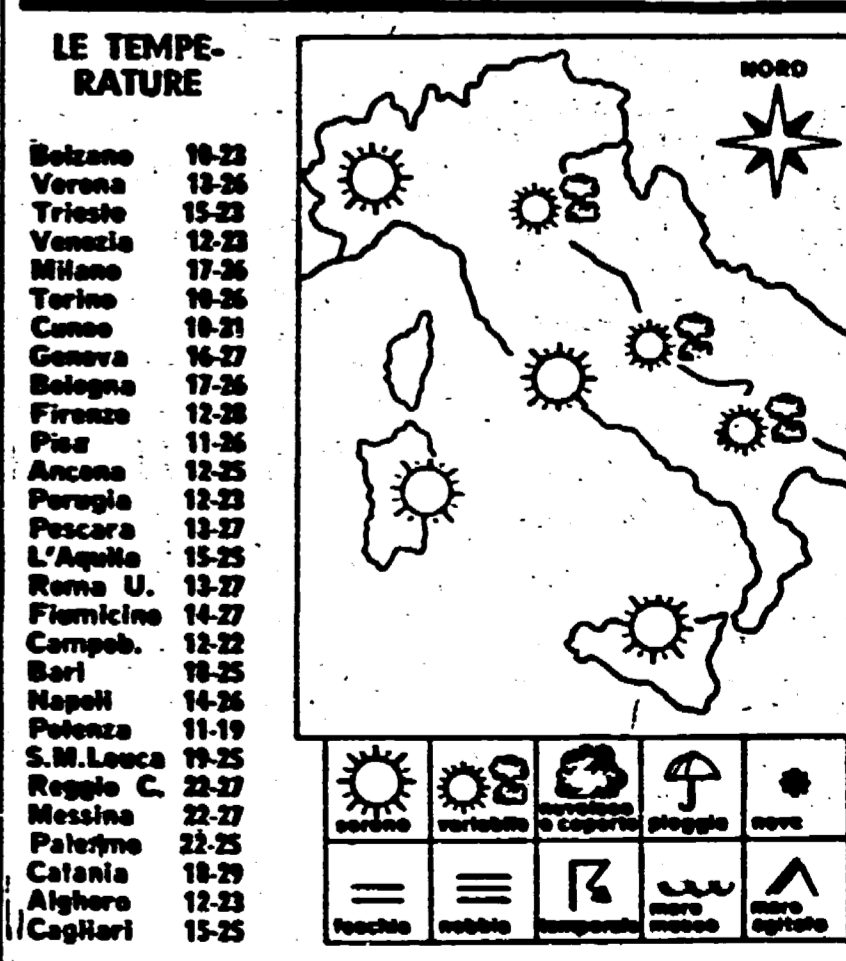 LE TEMPE-
RATURE
Bolzano 10-23
Verona 13-26
Trieste 15-23
Venezia 12-23
Milano 17-26
Torino 10-26
Cuneo 10-21
Genova 16-27
Bologna 17-26
Firenze 12-28
Pisa 11-26
Ancona 12-25
Perugia 12-23
Pescara 13-27
L'Aquila 15-25
Roma U. 13-27
Fiumicino 14-27
Campob. 12-22
Bari 18-25
Napoli 14-26
Potenza 11-19
S.M.Leuca 19-25
Reggio C. 22-27
Messina 22-27
Palermo 22-25
Catania 18-29
Alghero 12-23
Cagliari 15-25
NORD
sereno
variabile
nuvoloso
o coperto
pioggia
neve
foschia
nebbia
temporale
mare
mosso
mare
agitato